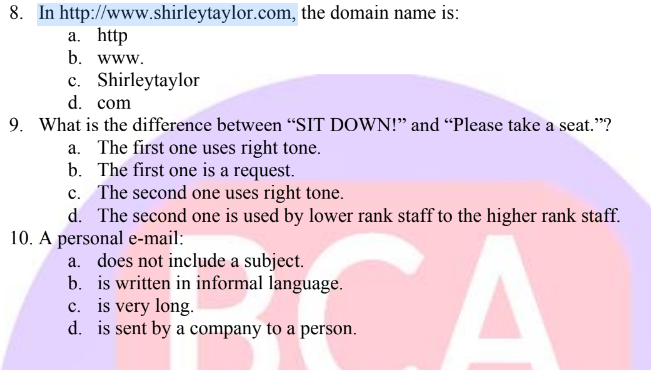 8. In http://www.shirleytaylor.com, the domain name is:
a. http
b. www.
c. Shirleytaylor
d. com
9. What is the difference between “SIT DOWN!” and “Please take a seat.”?
a. The first one uses right tone.
b. The first one is a request.
c. The second one uses right tone.
d. The second one is used by lower rank staff to the higher rank staff.
10. A personal e-mail:
a. does not include a subject.
b. is written in informal language.
c. is very long.
d. is sent by a company to a person.
BCA